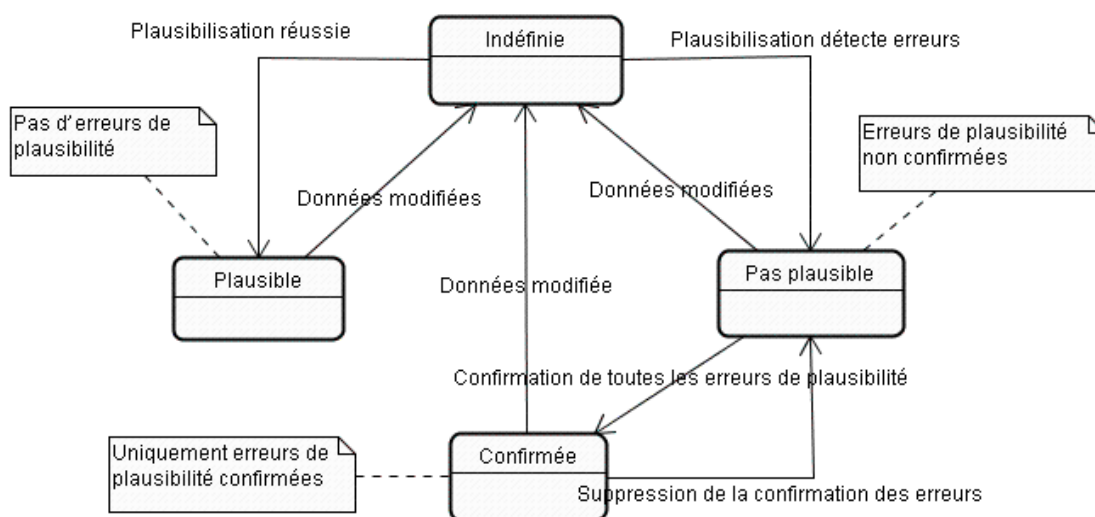 Plausibilisation réussie
Indéfinie
Plausibilisation détecte erreurs
Pas d'erreurs de
plausibilité
Erreurs de plausibilité
non confirmées
Données modifiées
Données modifiées
Plausible
Données modifiée
Pas plausible
Confirmation de toutes les erreurs de plausibilité
Uniquement erreurs de
plausibilité confirmées
Confirmée
Suppression de la confirmation des erreurs